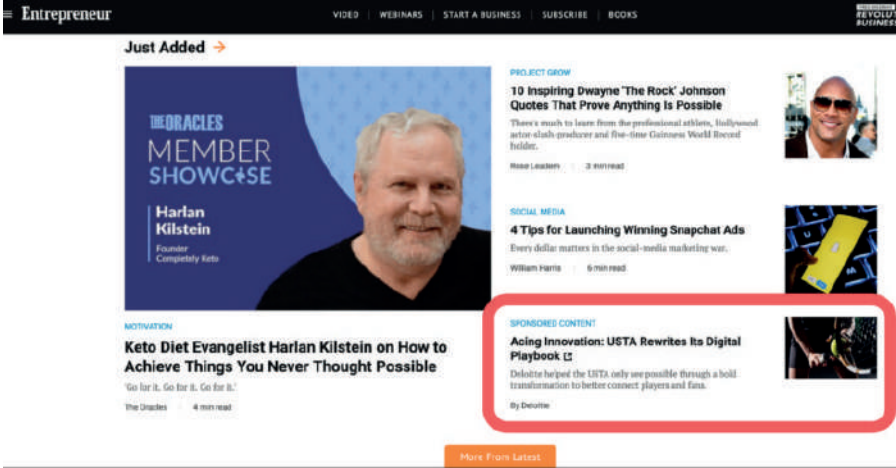 Entrepreneur
VIDEO | WEBINARS | START A BUSINESS | SUBSCRIBE | BOOKS
REVOLUT
BUSINESS
Just Added →
THE ORACLES
MEMBER
SHOWCASE
Harlan
Kilstein
Founder
Completely Keto
MOTIVATION
Keto Diet Evangelist Harlan Kilstein on How to
Achieve Things You Never Thought Possible
'Go for it. Go for it. Go for it.'
The Oracles | 4 min read
PROJECT GROW
10 Inspiring Dwayne 'The Rock' Johnson
Quotes That Prove Anything Is Possible
There's much to learn from the professional athlete, Hollywood
actor-slash-producer and five-time Guinness World Record
holder.
Rose Leadem | 3 min read
SOCIAL MEDIA
4 Tips for Launching Winning Snapchat Ads
Every dollar matters in the social-media marketing war.
William Harris | 6 min read
SPONSORED CONTENT
Acing Innovation: USTA Rewrites Its Digital
Playbook
Deloitte helped the USTA only see possible through a bold
transformation to better connect players and fans.
By Deloitte
More From Latest